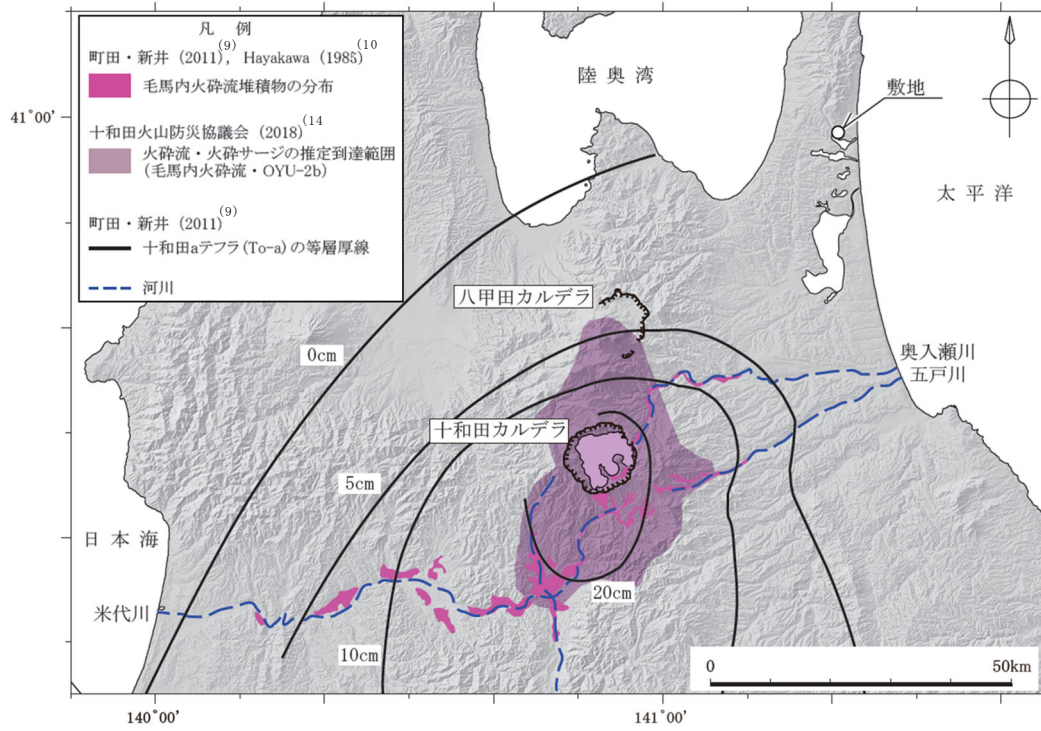 凡 例
町田・新井 (2011)(9), Hayakawa (1985)(10
毛馬内火砕流堆積物の分布
十和田火山防災協議会 (2018)(14
火砕流・火砕サージの推定到達範囲
(毛馬内火砕流・OYU-2b)
町田・新井 (2011)(9)
十和田aテフラ(To-a)の等層厚線
河川
陸奥湾
敷地
41°00'
太平洋
八甲田カルデラ
0cm
奥入瀬川
五戸川
十和田カルデラ
5cm
日本海
20cm
米代川
10cm
0
50km
140°00'
141°00'